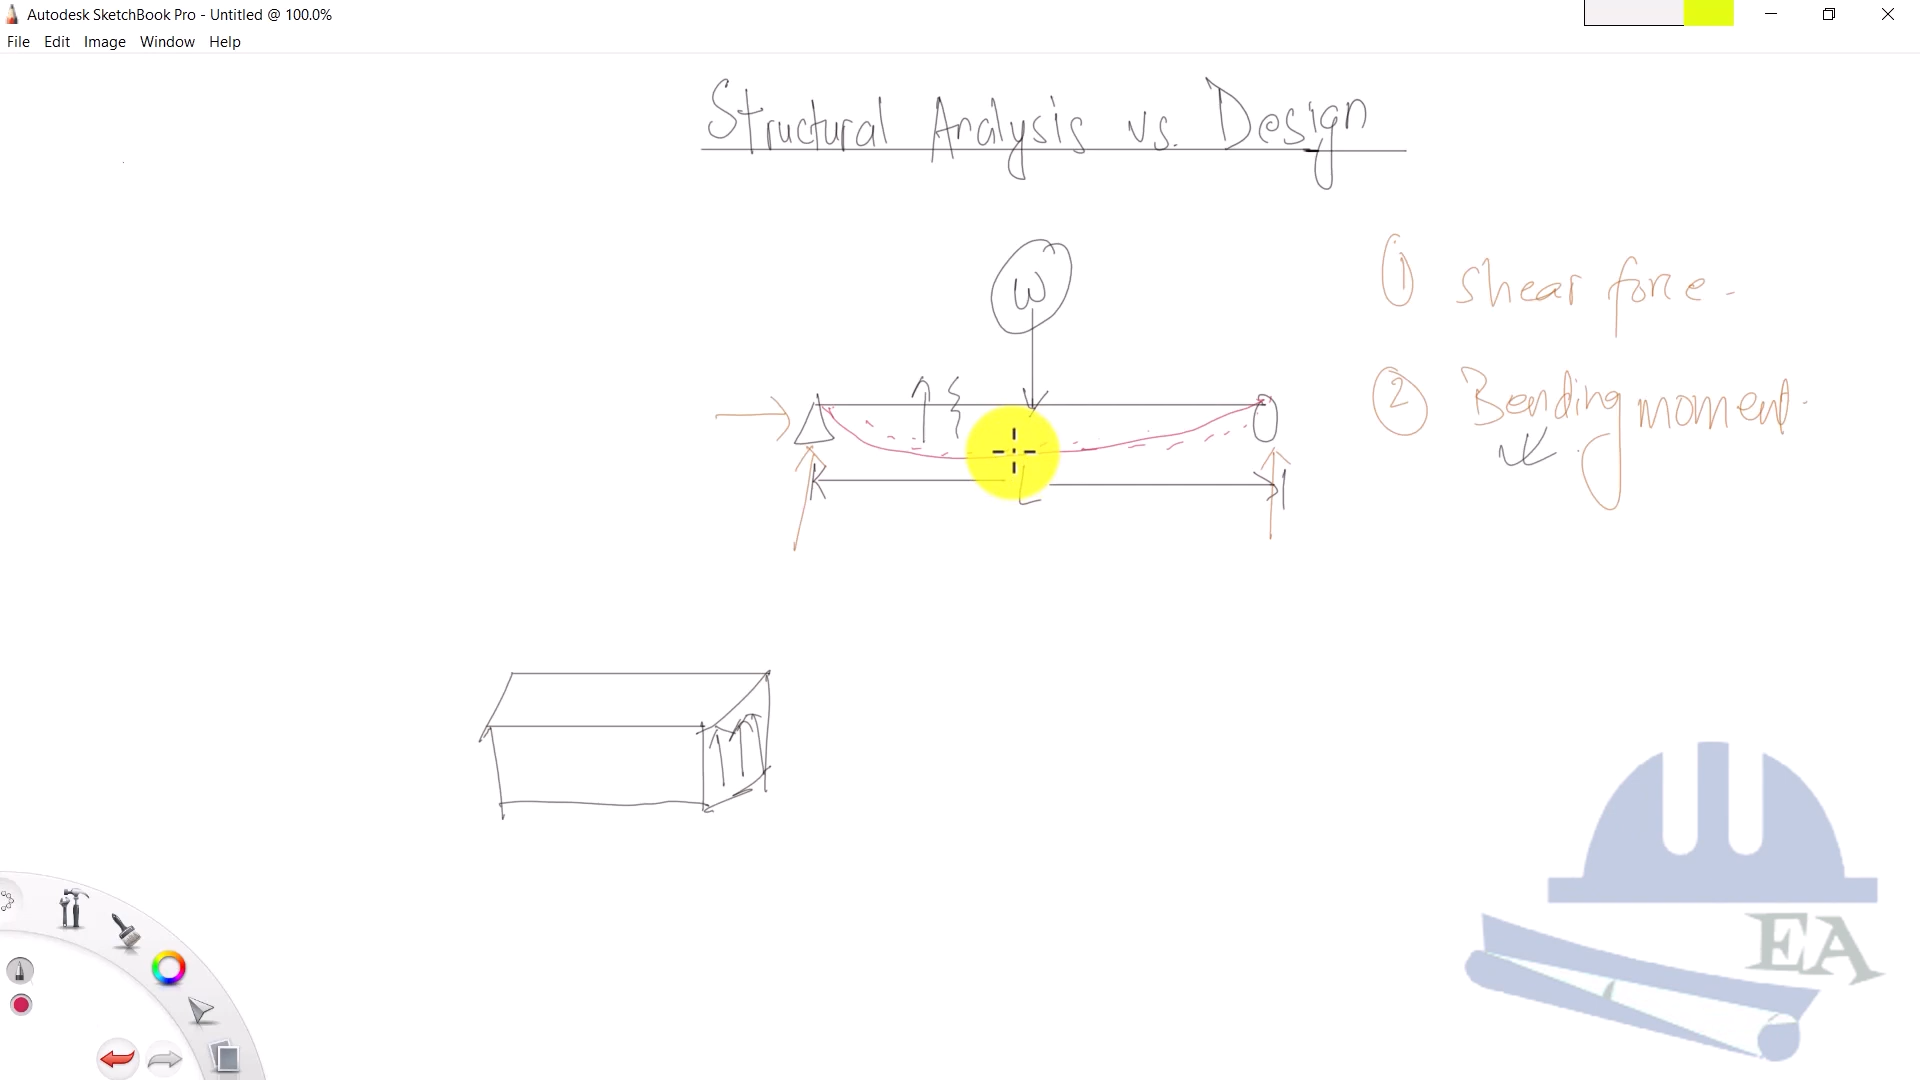 Autodesk SketchBook Pro - Untitled @ 100.0%
File Edit Image Window Help
Structural Analysis vs. Design
W
① shear force.
② Bending moment.
L
EA